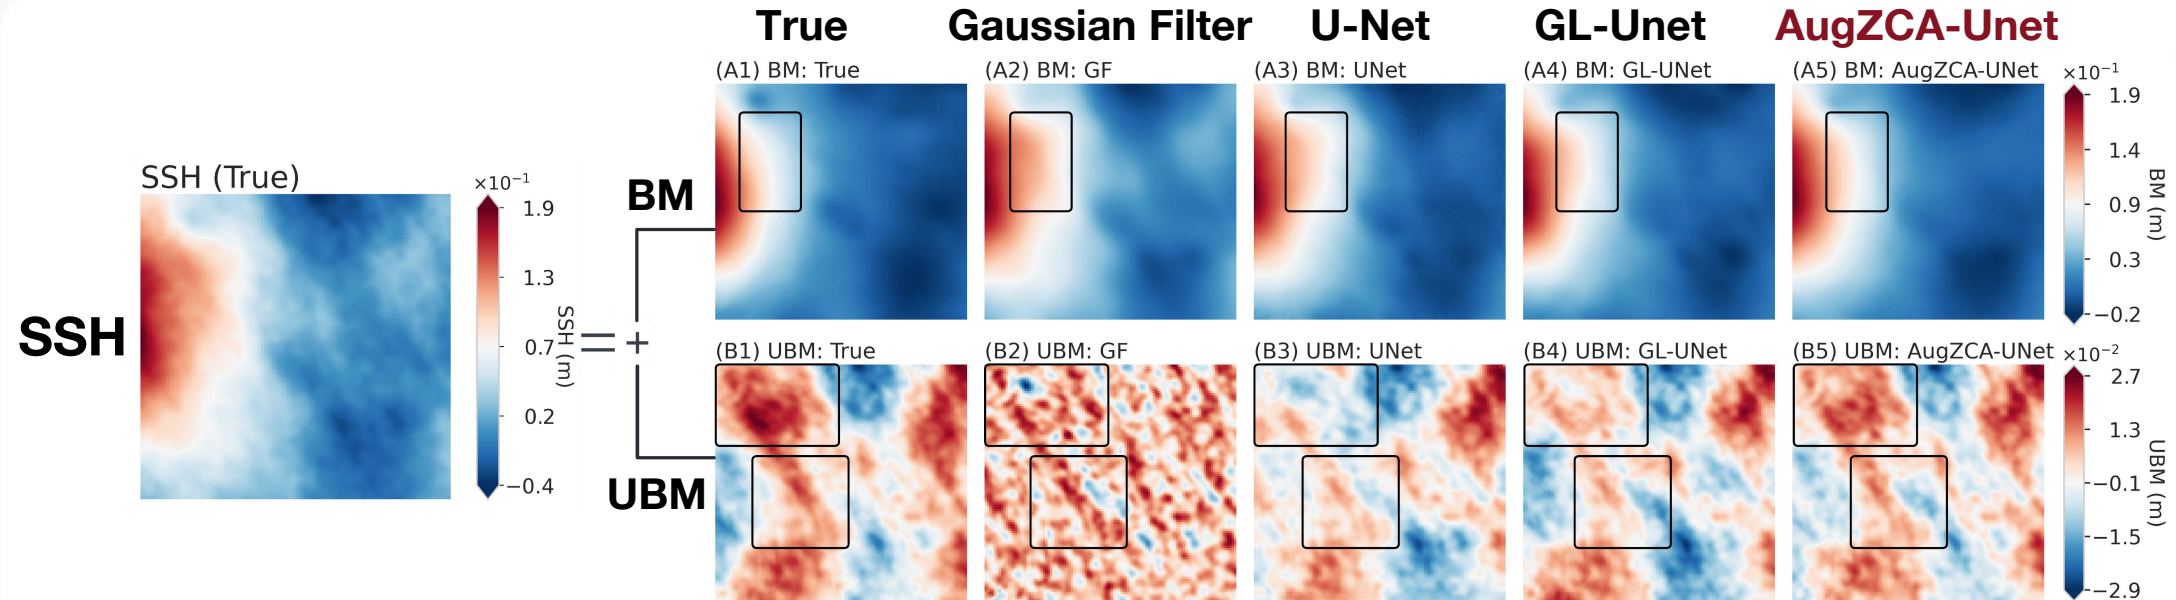 True Gaussian Filter U-Net GL-Unet AugZCA-Unet
(A1) BM: True (A2) BM: GF (A3) BM: UNet (A4) BM: GL-UNet (A5) BM: AugZCA-UNet ×10⁻¹
1.9
1.4
0.9
0.3
−0.2
BM (m)
SSH (True)
×10⁻¹
1.9
1.3
0.7
0.2
−0.4
SSH (m)
SSH
=
+
BM
UBM
(B1) UBM: True (B2) UBM: GF (B3) UBM: UNet (B4) UBM: GL-UNet (B5) UBM: AugZCA-UNet ×10⁻²
2.7
1.3
−0.1
−1.5
−2.9
UBM (m)